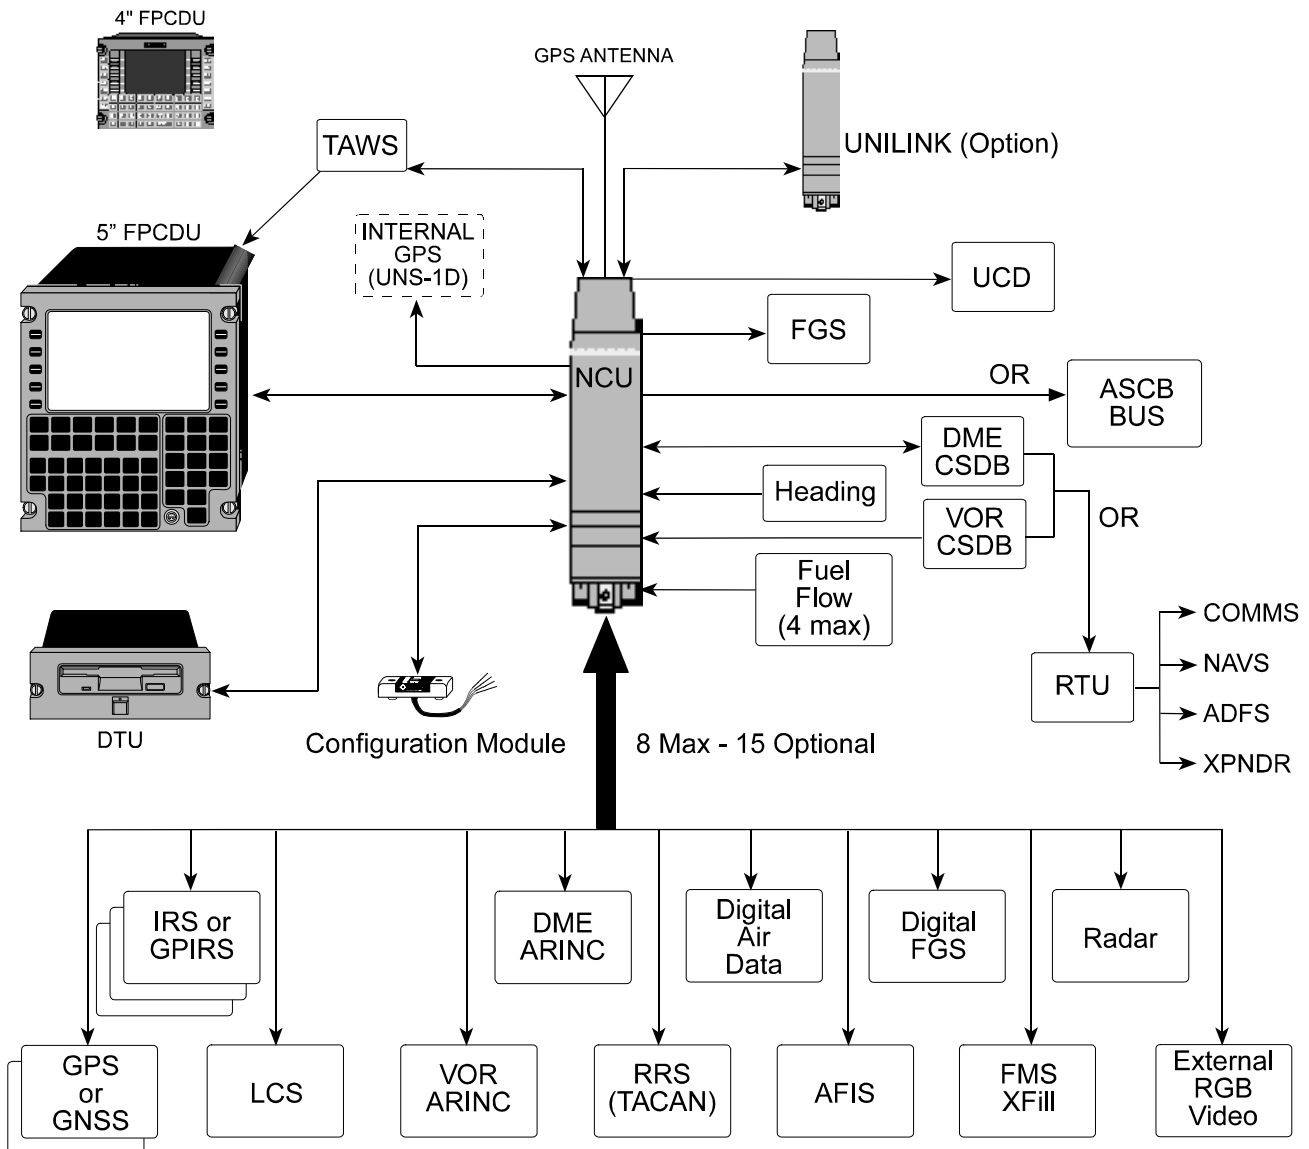 4" FPCDU
GPS ANTENNA
UNILINK (Option)
TAWS
5" FPCDU
INTERNAL
GPS
(UNS-1D)
UCD
FGS
NCU
OR
ASCB
BUS
DME
CSDB
Heading
VOR
CSDB
OR
Fuel
Flow
(4 max)
COMMS
NAVS
RTU
ADFS
XPNDR
DTU
Configuration Module
8 Max - 15 Optional
IRS or
GPIRS
DME
ARINC
Digital
Air
Data
Digital
FGS
Radar
GPS
or
GNSS
LCS
VOR
ARINC
RRS
(TACAN)
AFIS
FMS
XFill
External
RGB
Video